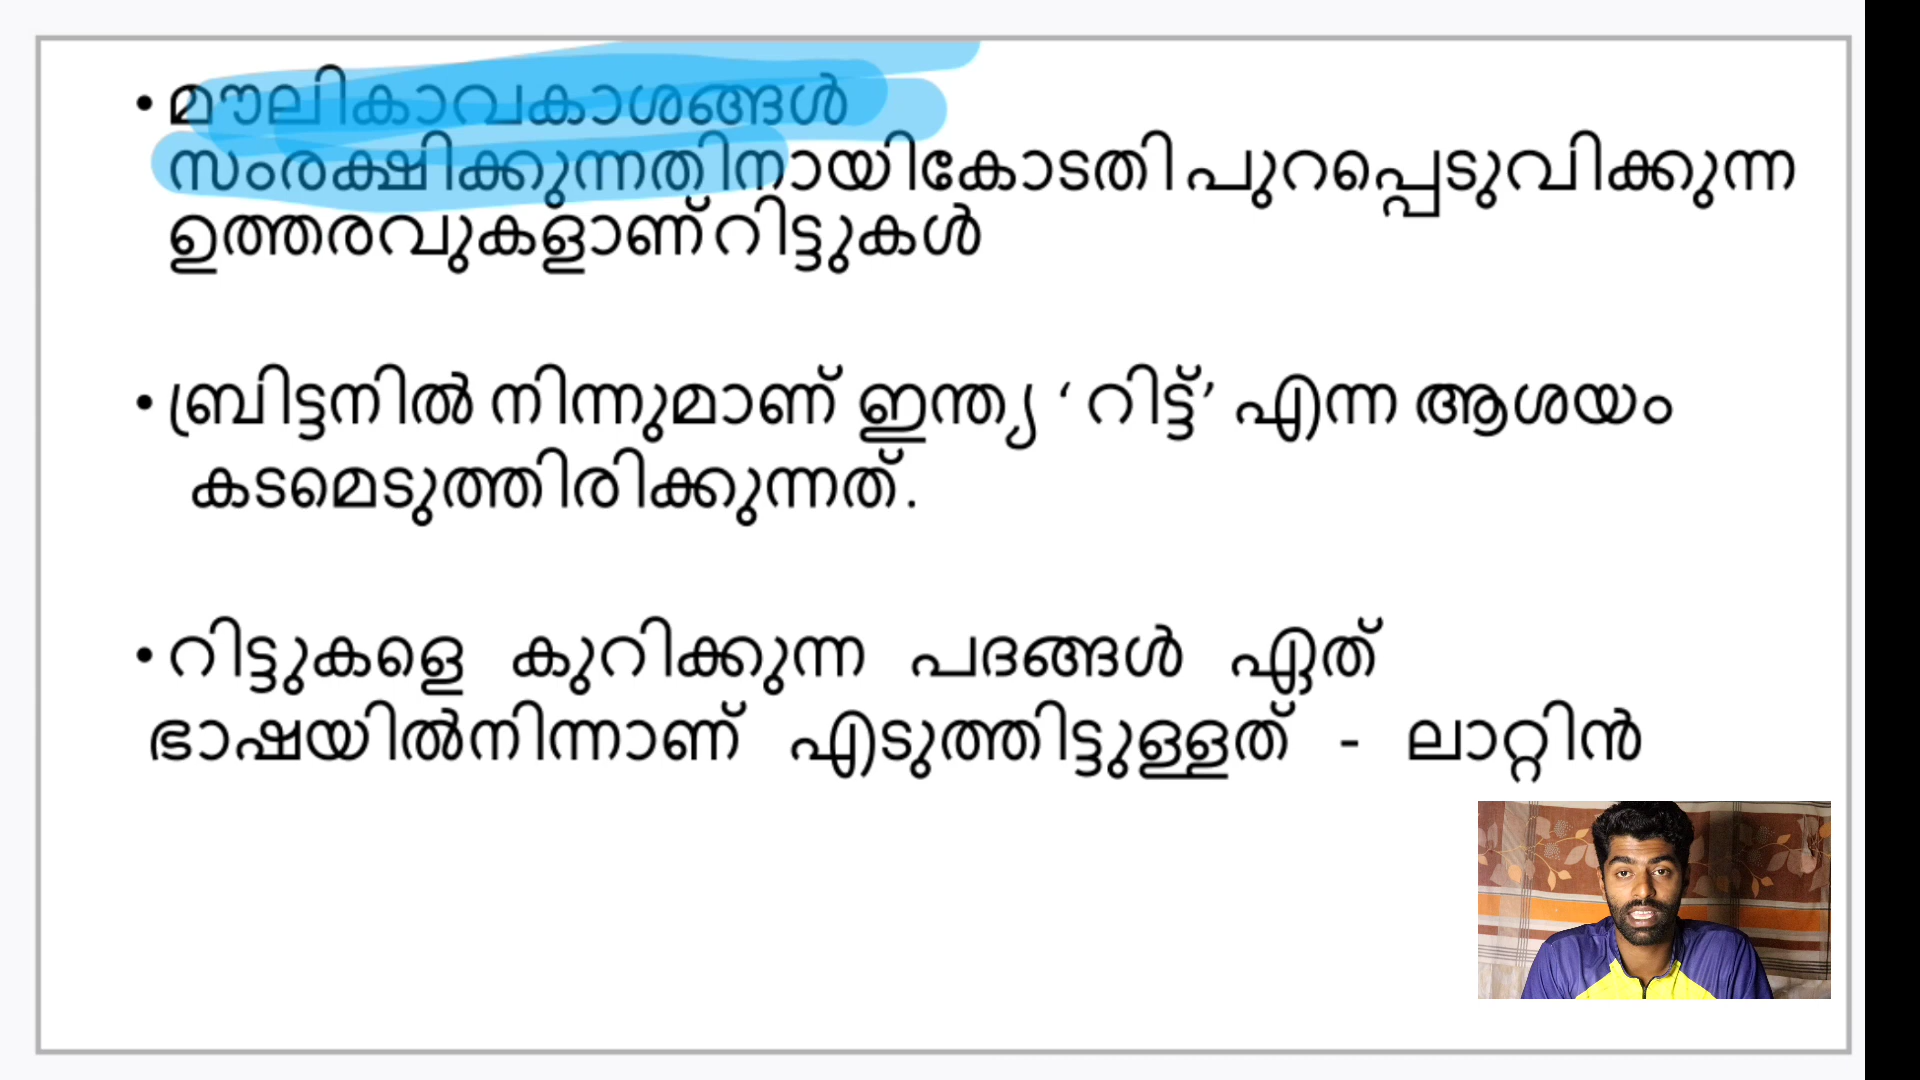 • മൗലികാവകാശങ്ങൾ
സംരക്ഷിക്കുന്നതിനായികോടതി പുറപ്പെടുവിക്കുന്ന
ഉത്തരവുകളാണ് റിട്ടുകൾ
• ബ്രിട്ടനിൽ നിന്നുമാണ് ഇന്ത്യ ‘ റിട്ട്’ എന്ന ആശയം
കടമെടുത്തിരിക്കുന്നത്.
• റിട്ടുകളെ കുറിക്കുന്ന പദങ്ങൾ ഏത്
ഭാഷയിൽനിന്നാണ് എടുത്തിട്ടുള്ളത് - ലാറ്റിൻ